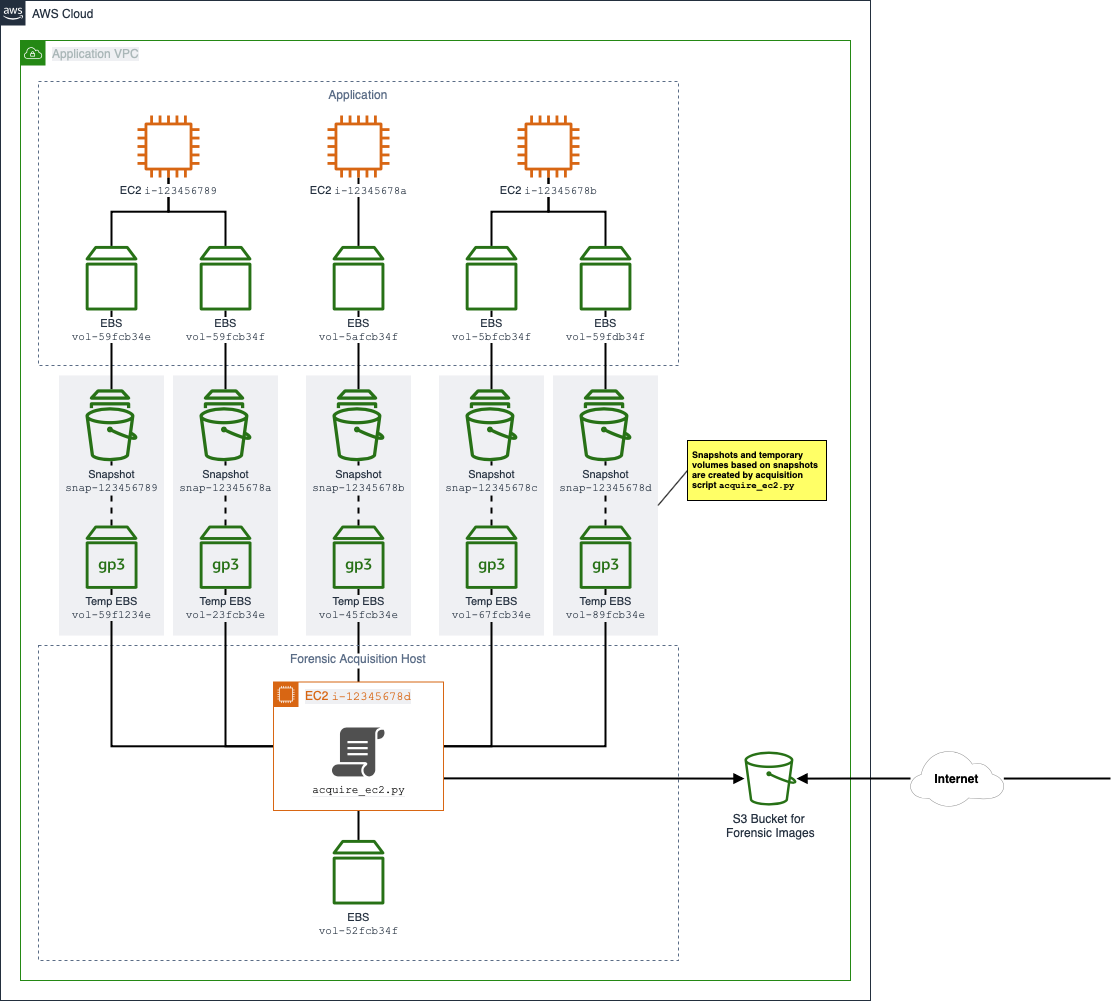 aws
AWS Cloud
Application VPC
Application
EC2 i-123456789
EC2 i-12345678a
EC2 i-12345678b
EBS
vol-59fcb34e
EBS
vol-59fcb34f
EBS
vol-5afcb34f
EBS
vol-5bfcb34f
EBS
vol-59fdb34f
Snapshot
snap-123456789
Snapshot
snap-12345678a
Snapshot
snap-12345678b
Snapshot
snap-12345678c
Snapshot
snap-12345678d
Snapshots and temporary
volumes based on snapshots
are created by acquisition
script acquire_ec2.py
gp3
gp3
gp3
gp3
gp3
Temp EBS
vol-59f1234e
Temp EBS
vol-23fcb34e
Temp EBS
vol-45fcb34e
Temp EBS
vol-67fcb34e
Temp EBS
vol-89fcb34e
Forensic Acquisition Host
EC2 i-12345678d
acquire_ec2.py
S3 Bucket for
Forensic Images
Internet
EBS
vol-52fcb34f